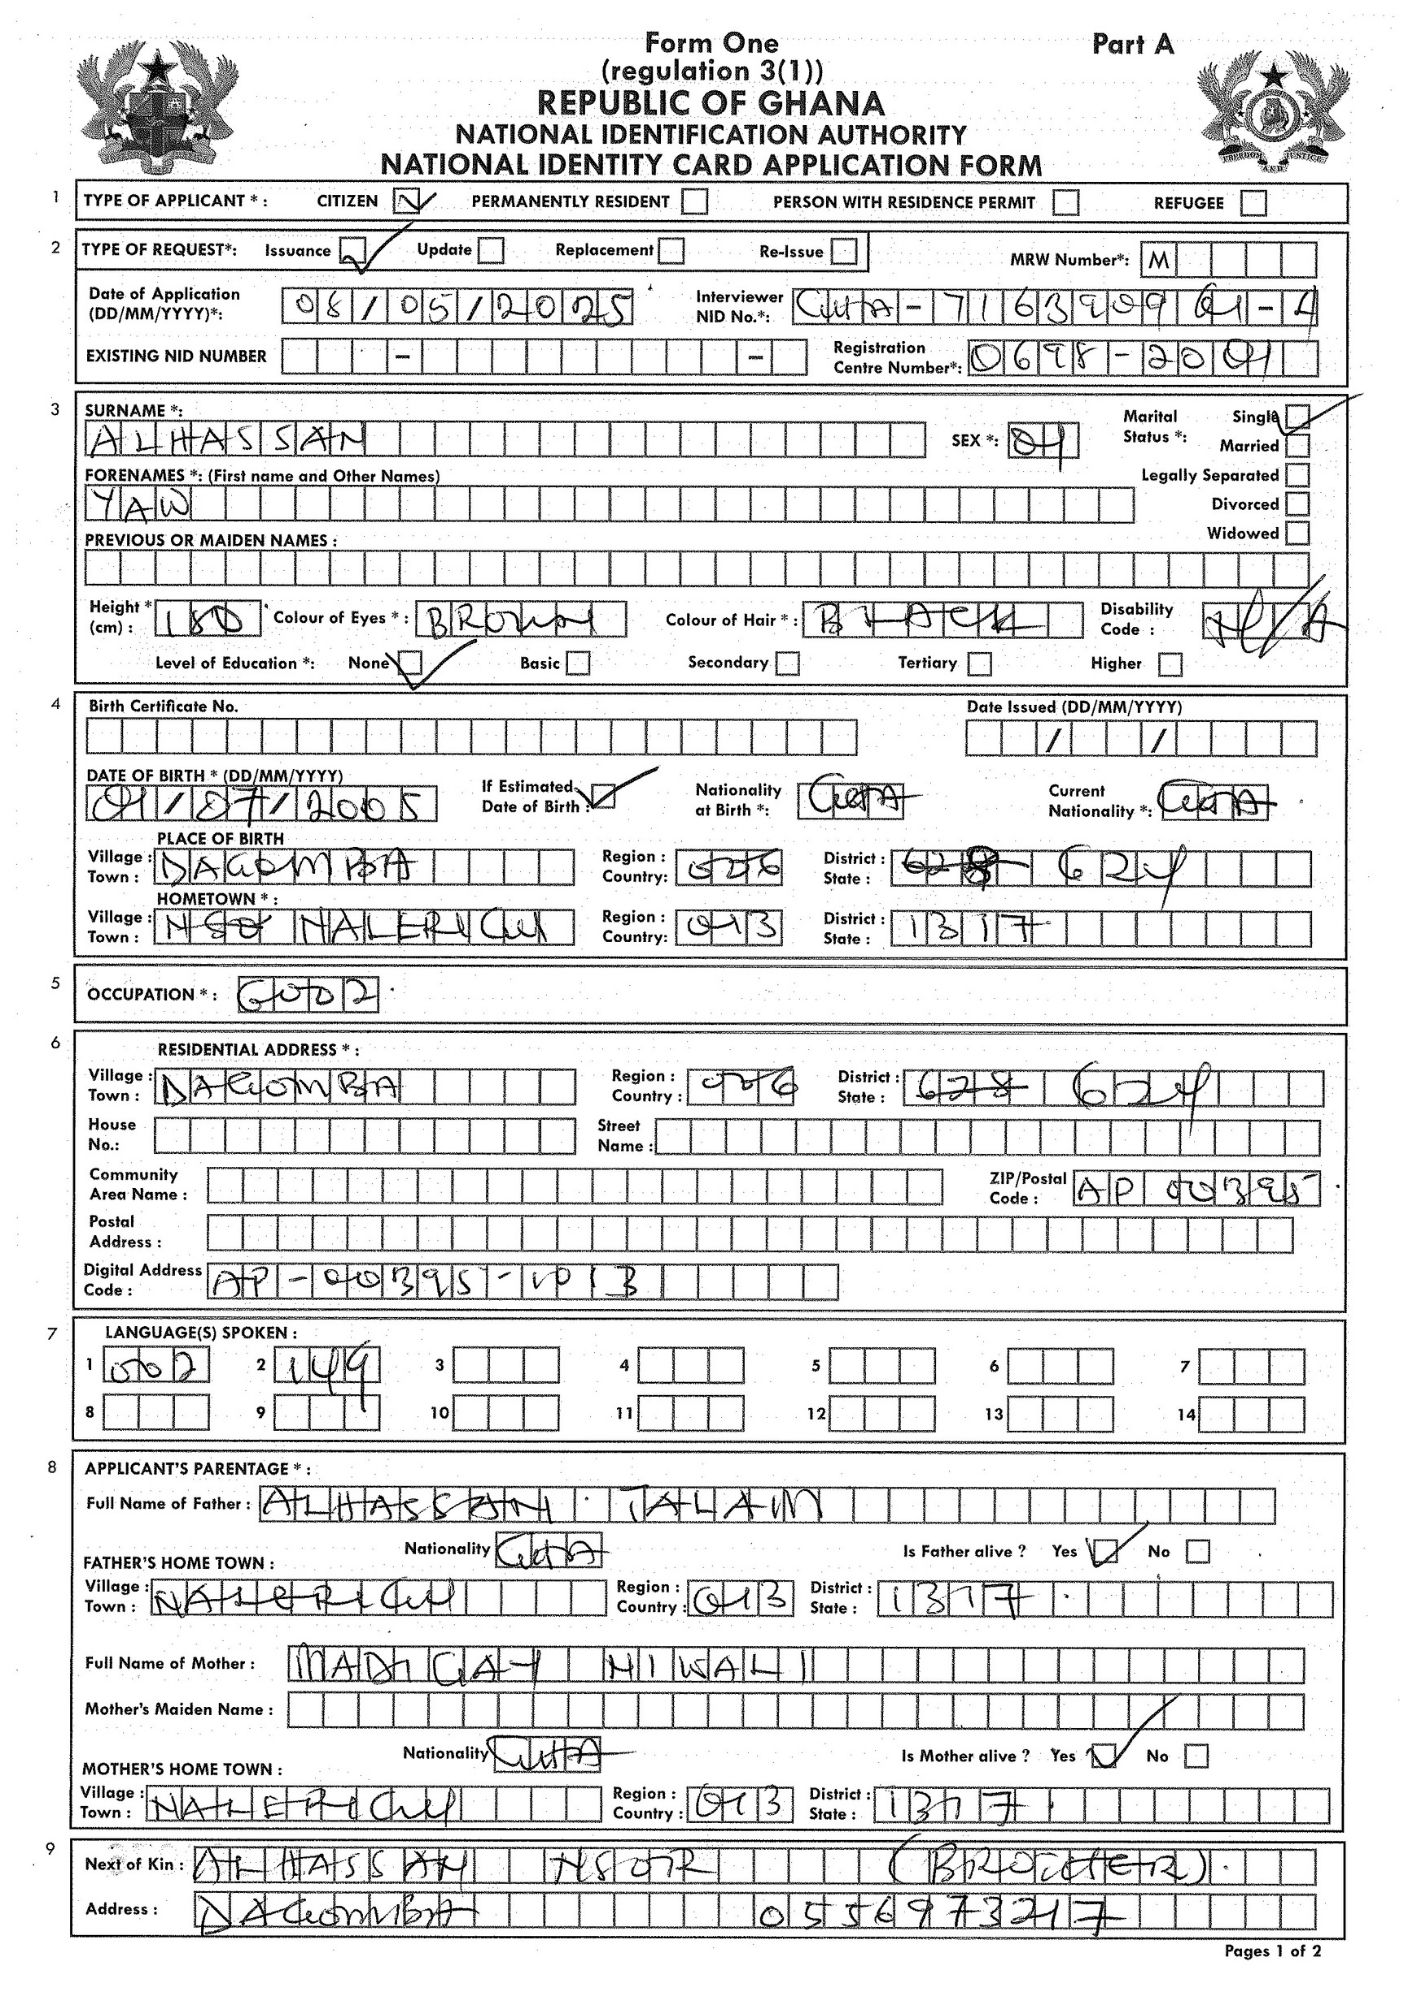 Form One Part A
(regulation 3(1))
REPUBLIC OF GHANA
NATIONAL IDENTIFICATION AUTHORITY
NATIONAL IDENTITY CARD APPLICATION FORM
1 TYPE OF APPLICANT * : CITIZEN PERMANENTLY RESIDENT PERSON WITH RESIDENCE PERMIT REFUGEE
2 TYPE OF REQUEST*: Issuance Update Replacement Re-Issue MRW Number*: M
Date of Application (DD/MM/YYYY)*: 08/05/2025 Interviewer NID No.*: GHA-716390901-4
EXISTING NID NUMBER - - Registration Centre Number*: 0698-2001
3 SURNAME *: SEX *: 01 Marital Status *: Single
ALHASSAN Married
FORENAMES *: (First name and Other Names) Legally Separated
YAW Divorced
PREVIOUS OR MAIDEN NAMES : Widowed
Height * (cm) : 180 Colour of Eyes * : BROWN Colour of Hair * : BLACK Disability Code : N/A
Level of Education *: None Basic Secondary Tertiary Higher
4 Birth Certificate No. Date Issued (DD/MM/YYYY)
/ /
DATE OF BIRTH * (DD/MM/YYYY) If Estimated Date of Birth : Nationality at Birth *: GHA Current Nationality *: GHA
01/07/2005
PLACE OF BIRTH
Village : Town : DAGOMBA Region : Country: 006 District : State : 628 624
HOMETOWN * :
Village : Town : NSO NALERIGU Region : Country: 013 District : State : 1317
5 OCCUPATION * : G002
6 RESIDENTIAL ADDRESS * :
Village : Town : DAGOMBA Region : Country : 006 District : State : 628 624
House No.: Street Name :
Community Area Name : ZIP/Postal Code : AP 00395
Postal Address :
Digital Address Code : AP-00395-1013
7 LANGUAGE(S) SPOKEN :
1 002 2 149 3 4 5 6 7
8 9 10 11 12 13 14
8 APPLICANT'S PARENTAGE * :
Full Name of Father : ALHASSAN TALAM
Nationality GHA Is Father alive ? Yes No
FATHER'S HOME TOWN :
Village : Town : NALERIGU Region : Country : 013 District : State : 1317
Full Name of Mother : NIWALI
Mother's Maiden Name :
Nationality GHA Is Mother alive ? Yes No
MOTHER'S HOME TOWN :
Village : Town : NALERIGU Region : Country : 013 District : State : 1317
9 Next of Kin : ALHASSAN NSOR (BROTHER)
Address : DAGOMBA 0556973217
Pages 1 of 2